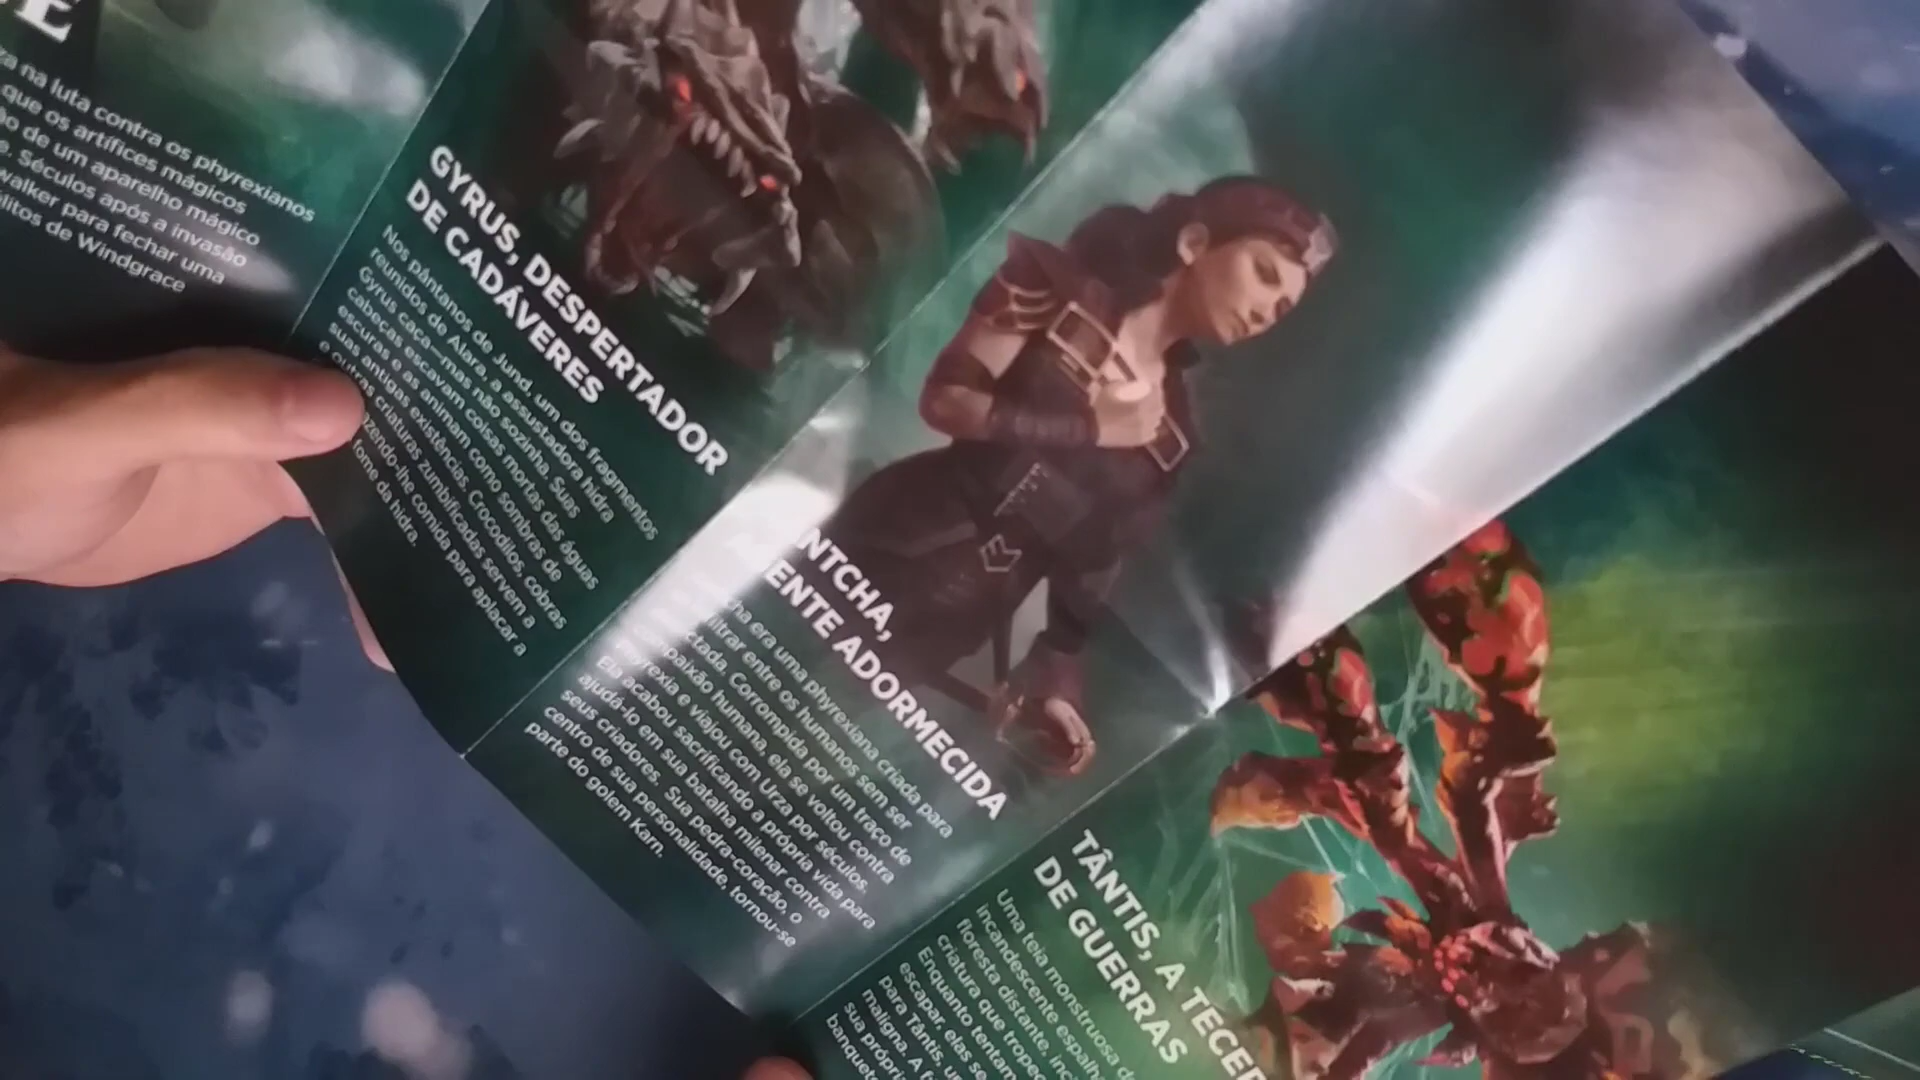 na luta contra os phyrexianos
que os artífices mágicos
de um aparelho mágico
Séculos após a invasão
walker para fechar uma
de Windgrace
GYRUS, DESPERTADOR
DE CADÁVERES
Nos pântanos de Jund, um dos fragmentos
reunidos de Alara, a assustadora hidra
Gyrus caça—mas não sozinha. Suas
cabeças escavam coisas mortas das águas
escuras e as animam como sombras de
suas antigas existências. Crocodilos, cobras
e outras criaturas zumbificadas servem a
comida para aplacar a
fome da hidra.
NTCHA,
ENTE ADORMECIDA
era uma phyrexiana criada para
entre os humanos sem ser
Corrompida por um traço de
compaixão humana, ela se voltou contra
Phyrexia e viajou com Urza por séculos.
Ela acabou sacrificando a própria vida para
ajudá-lo em sua batalha milenar contra
seus criadores. Sua pedra-coração, o
centro de sua personalidade, tornou-se
parte do golem Karn.
TÂNTIS, A TECE
DE GUERRAS
Uma teia monstruosa
incandescente
floresta distante,
criatura que
Enquanto tentam
escapar, elas
para Tântis,
maligna. A
sua própri
banquet